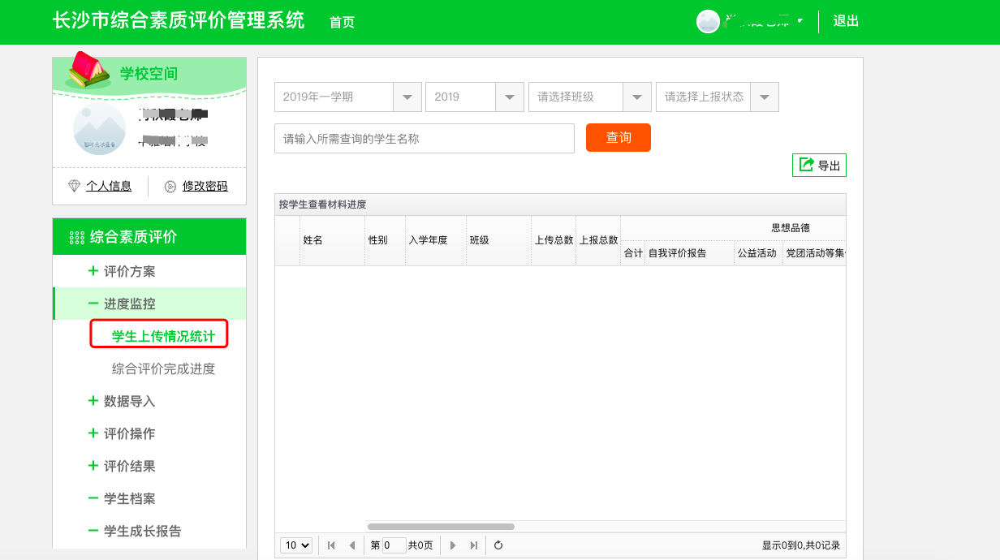 长沙市综合素质评价管理系统 首页 退出
学校空间
个人信息 修改密码
综合素质评价
评价方案
进度监控
学生上传情况统计
综合评价完成进度
数据导入
评价操作
评价结果
学生档案
学生成长报告
2019年一学期 2019 请选择班级 请选择上报状态
请输入所需查询的学生名称 查询
导出
按学生查看材料进度
姓名 性别 入学年度 班级 上传总数 上报总数 思想品德
合计 自我评价报告 公益活动 党团活动等集
10 第 0 共0页 显示0到0,共0记录